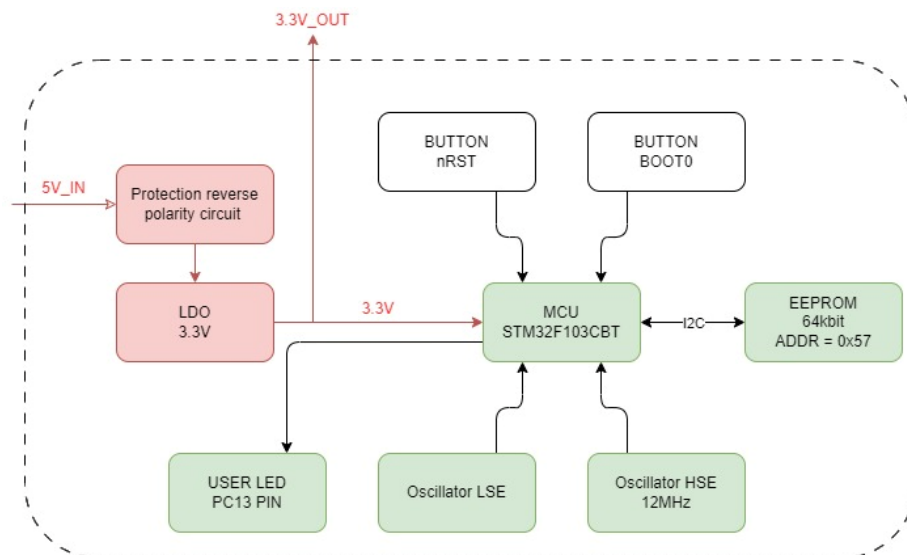 3.3V_OUT
BUTTON
nRST
BUTTON
BOOT0
5V_IN
Protection reverse
polarity circuit
LDO
3.3V
3.3V
MCU
STM32F103CBT
I2C
EEPROM
64kbit
ADDR = 0x57
USER LED
PC13 PIN
Oscillator LSE
Oscillator HSE
12MHz